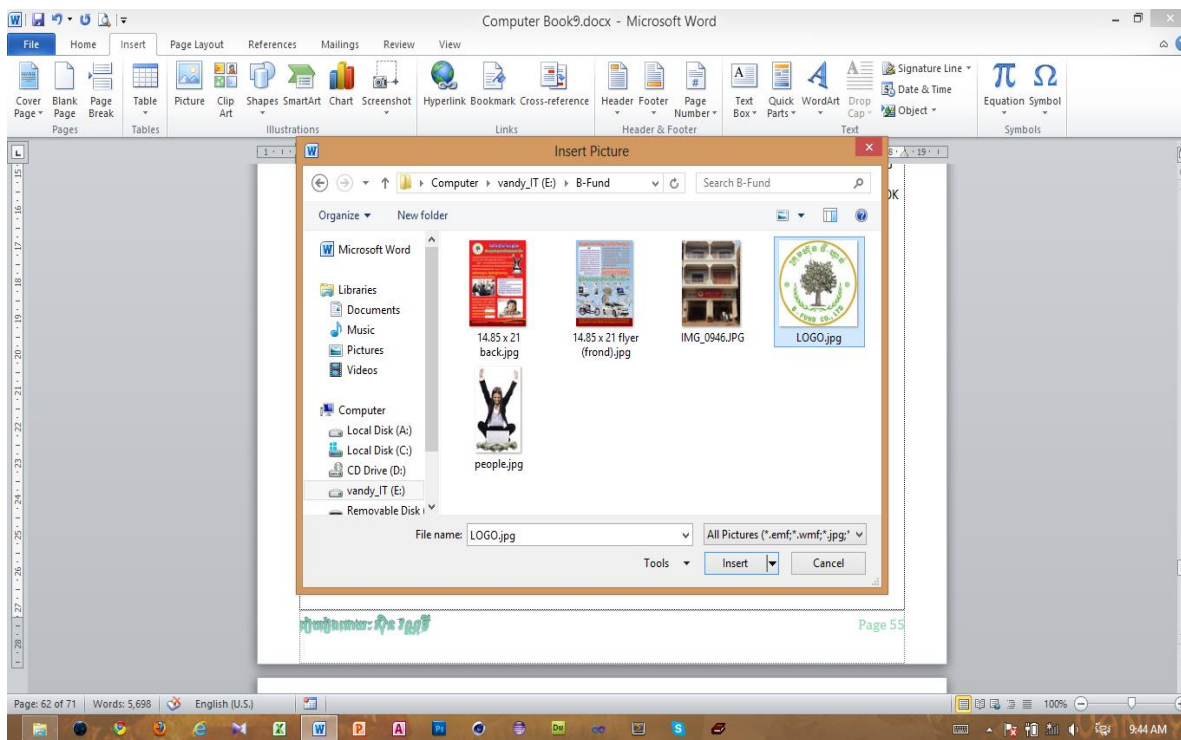 Computer Book9.docx - Microsoft Word
File Home Insert Page Layout References Mailings Review View
Cover Page Blank Page Page Break Table Picture Clip Art Shapes SmartArt Chart Screenshot Hyperlink Bookmark Cross-reference Header Footer Page Number Text Box Quick Parts WordArt Drop Cap
Signature Line
Date & Time
Object
Equation Symbol
Pages Tables Illustrations Links Header & Footer Text Symbols
Insert Picture
Computer vandy_IT (E:) B-Fund Search B-Fund
Organize New folder
Microsoft Word
Libraries
Documents
Music
Pictures
Videos
Computer
Local Disk (A:)
Local Disk (C:)
CD Drive (D:)
vandy_IT (E:)
Removable Disk
B-FUND CO., LTD
14.85 x 21 back.jpg
14.85 x 21 flyer (frond).jpg
IMG_0946.JPG
LOGO.jpg
people.jpg
File name: LOGO.jpg All Pictures (*.emf;*.wmf;*.jpg;*
Tools Insert Cancel
OK
Page 55
Page: 62 of 71 Words: 5,698 English (U.S.) 100%
9:44 AM